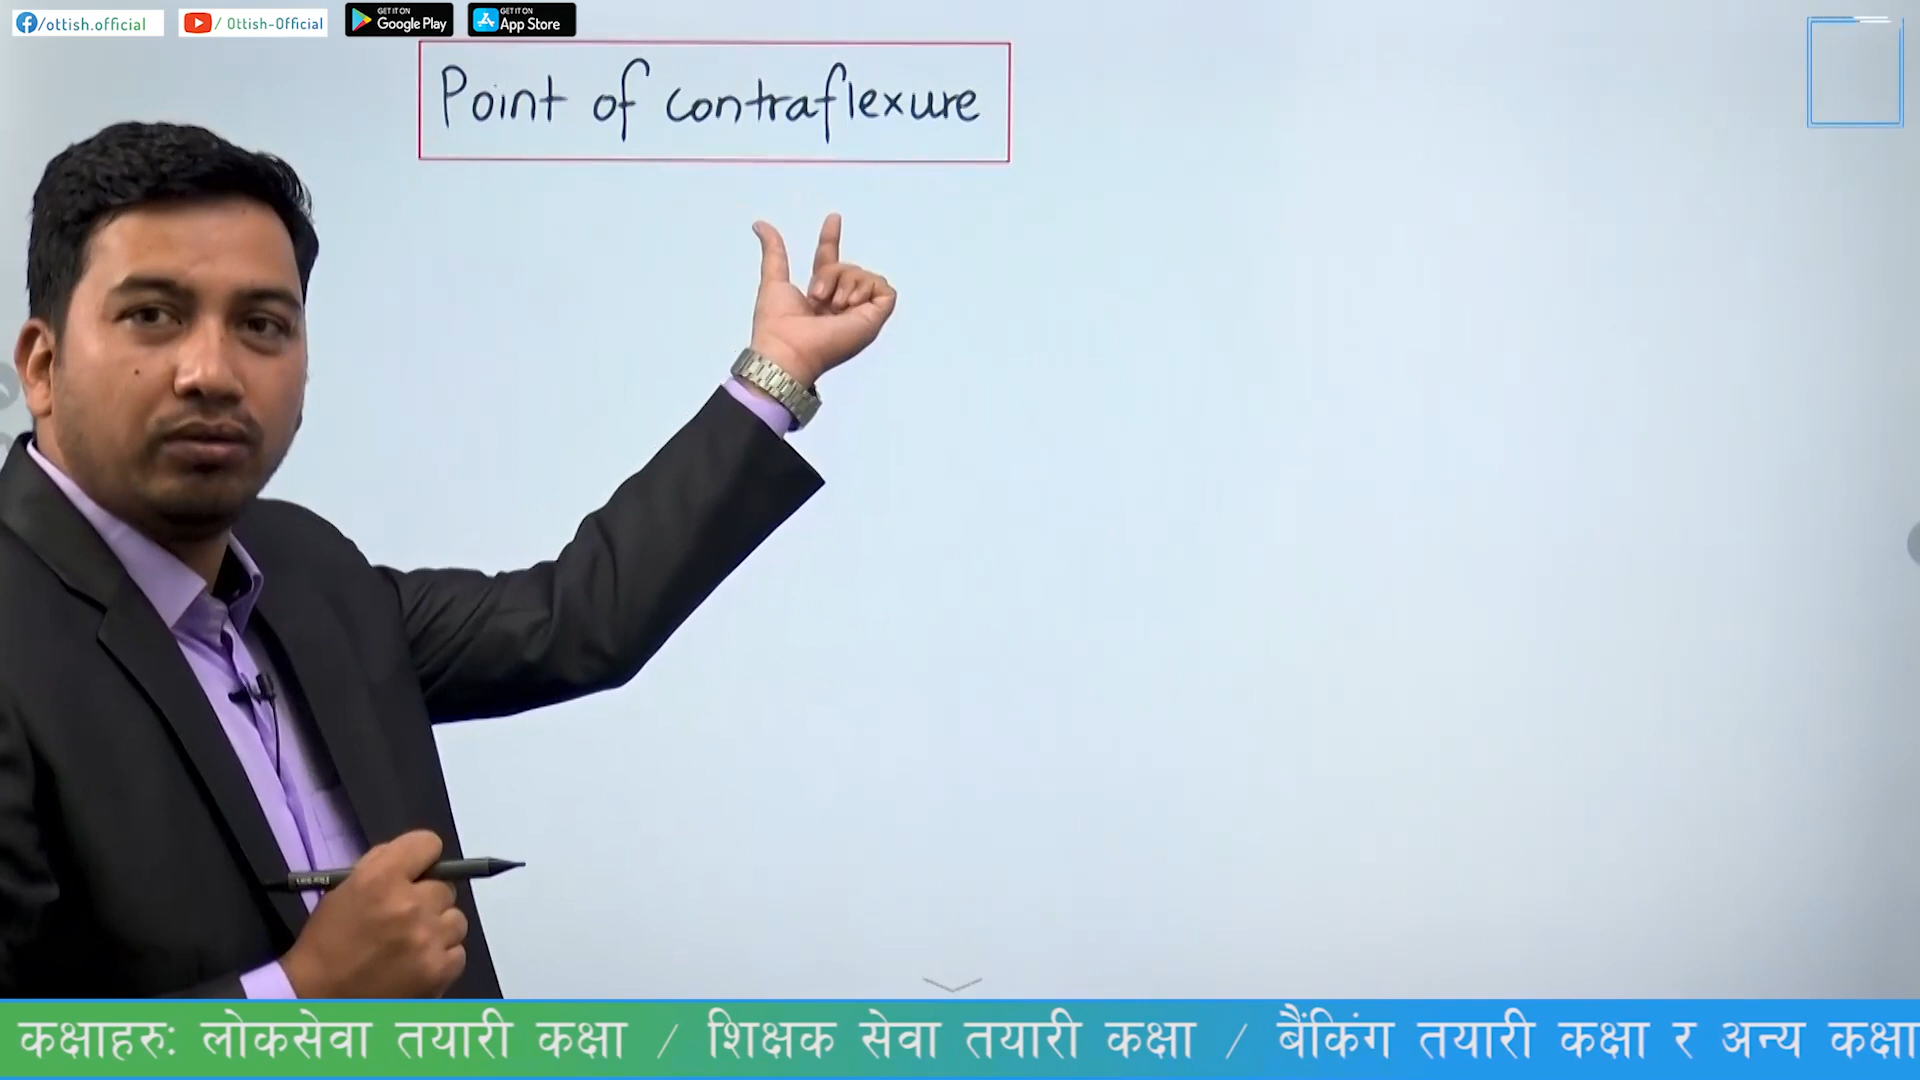 /ottish.official
/ Ottish-Official
GET IT ON
Google Play
GET IT ON
App Store
Point of contraflexure
कक्षाहरुः लोकसेवा तयारी कक्षा / शिक्षक सेवा तयारी कक्षा / बैंकिंग तयारी कक्षा र अन्य कक्षा